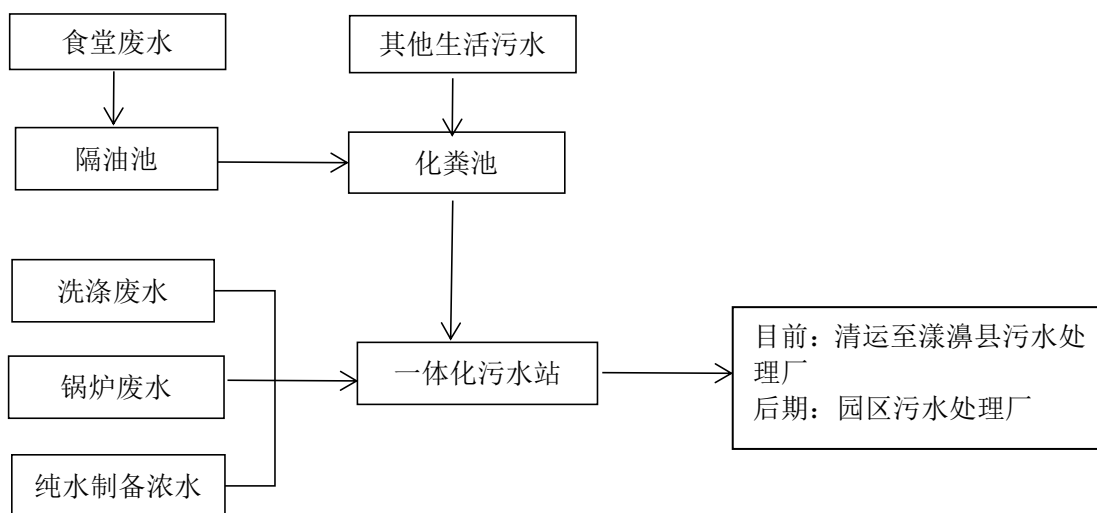 食堂废水
其他生活污水
隔油池
化粪池
洗涤废水
锅炉废水
一体化污水站
目前：清运至漾濞县污水处
理厂
后期：园区污水处理厂
纯水制备浓水